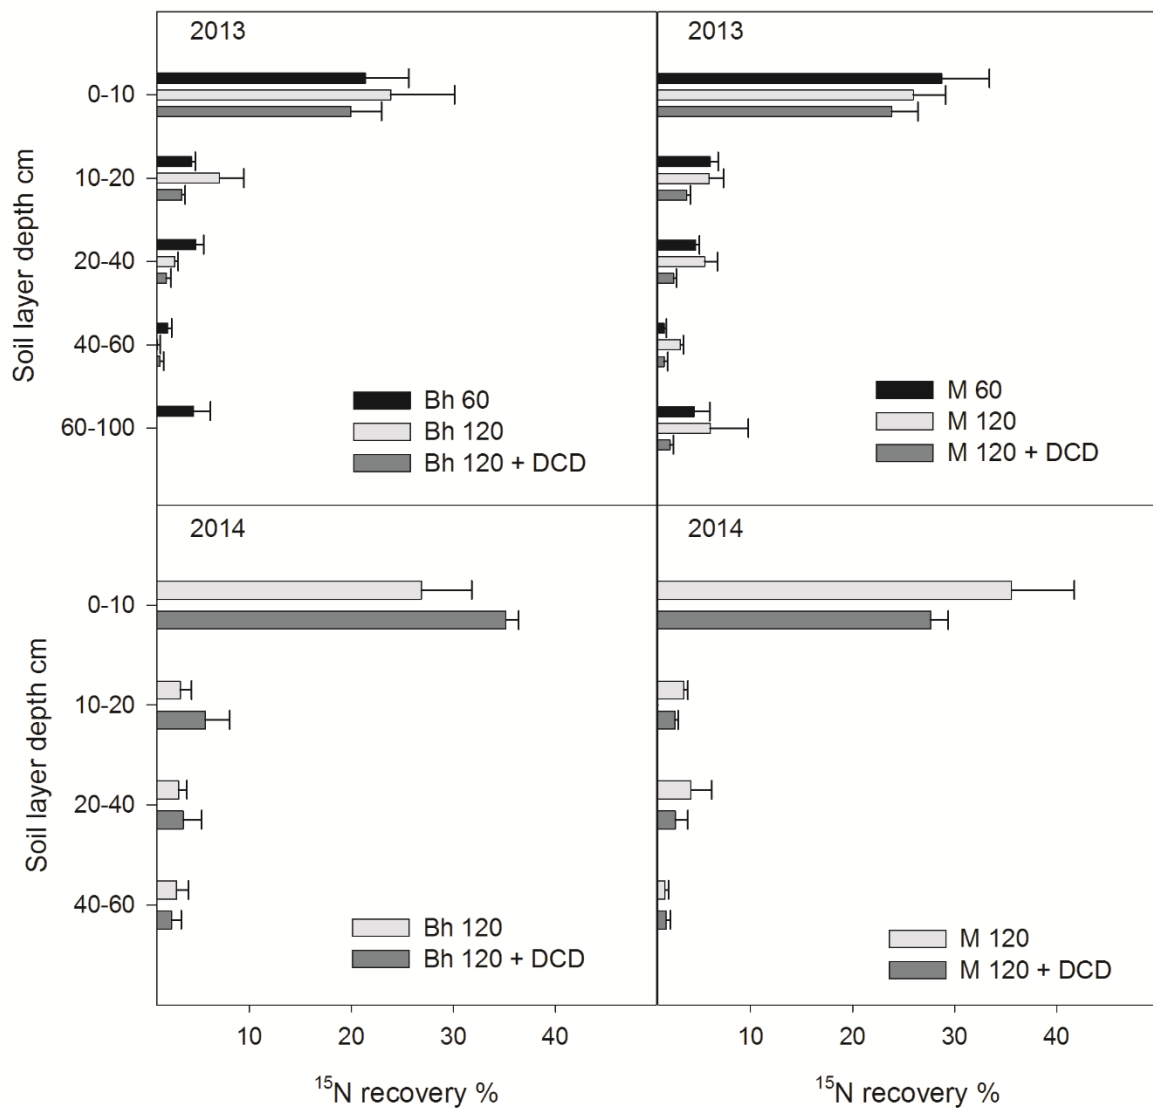 2013
2013
Soil layer depth cm
0-10
10-20
20-40
40-60
60-100
Bh 60
Bh 120
Bh 120 + DCD
M 60
M 120
M 120 + DCD
2014
2014
Soil layer depth cm
0-10
10-20
20-40
40-60
Bh 120
Bh 120 + DCD
M 120
M 120 + DCD
10 20 30 40
10 20 30 40
¹⁵N recovery %
¹⁵N recovery %